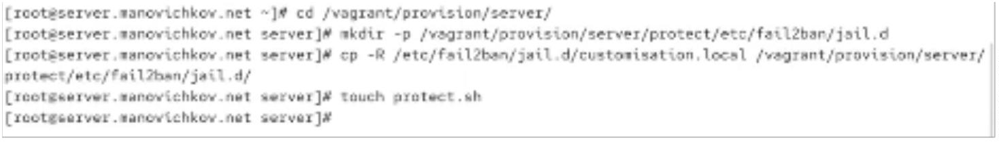 [root@server.manovichkov.net ~]# cd /vagrant/provision/server/
[root@server.manovichkov.net server]# mkdir -p /vagrant/provision/server/protect/etc/fail2ban/jail.d
[root@server.manovichkov.net server]# cp -R /etc/fail2ban/jail.d/customisation.local /vagrant/provision/server/
protect/etc/fail2ban/jail.d/
[root@server.manovichkov.net server]# touch protect.sh
[root@server.manovichkov.net server]#